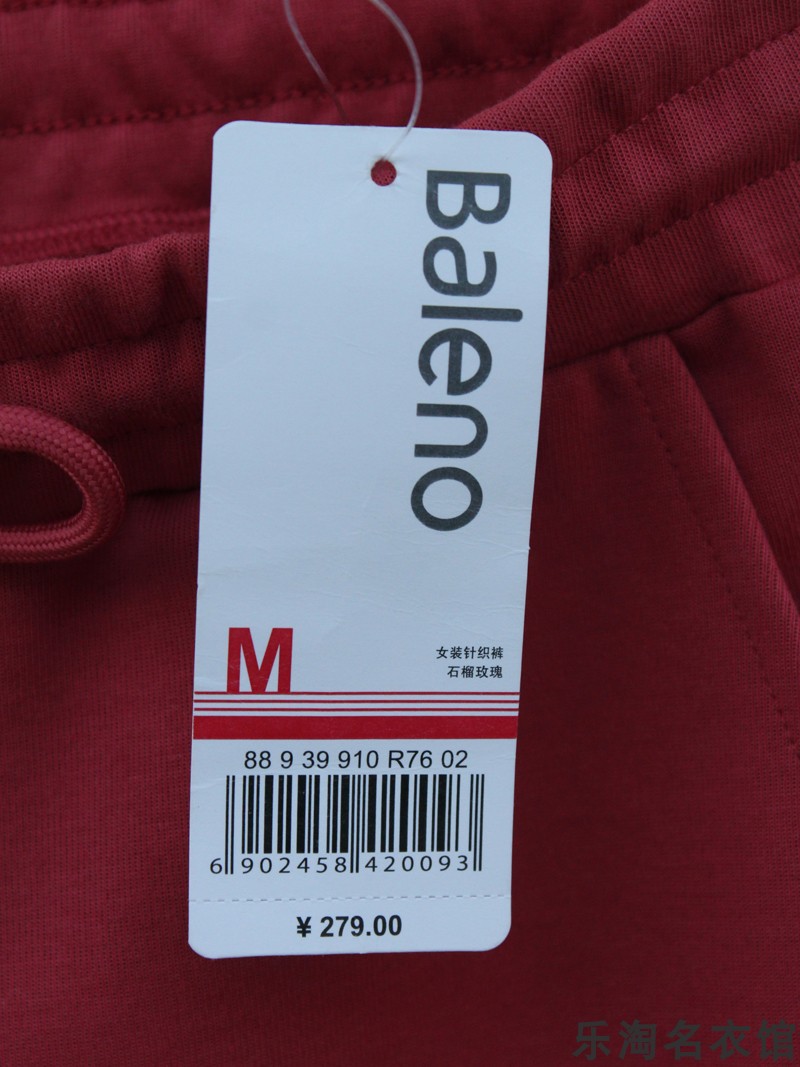 Baleno
M
女装针织裤
石榴玫瑰
88 9 39 910 R76 02
6 902458 420093
¥ 279.00
乐淘名衣馆